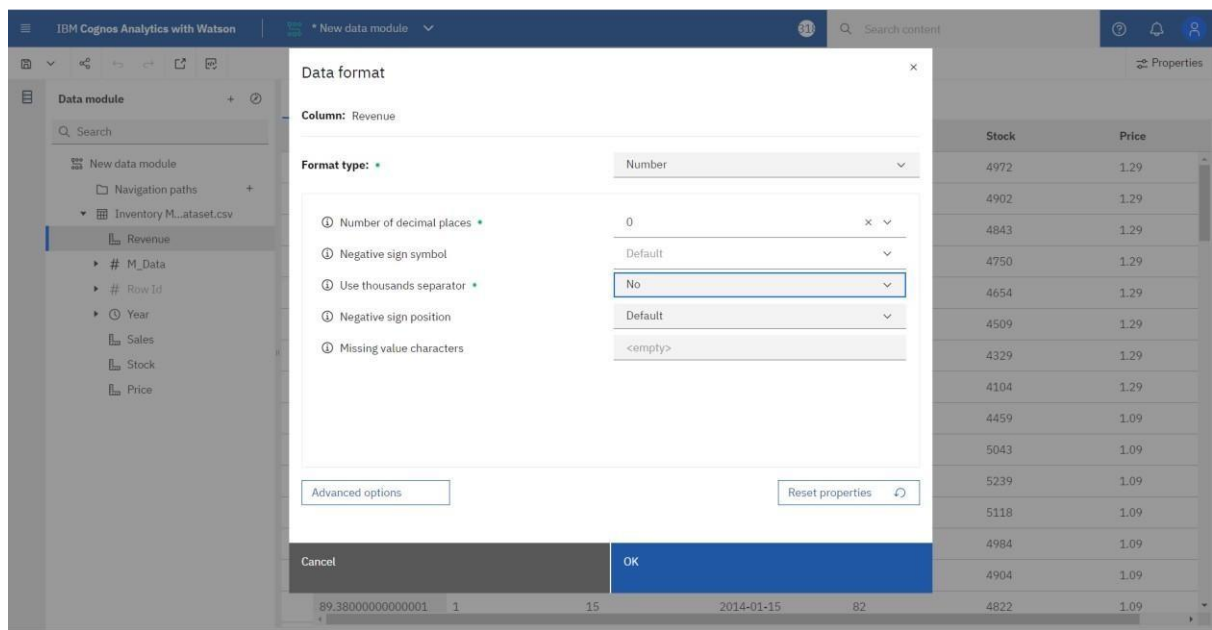 IBM Cognos Analytics with Watson
* New data module
Search content
Properties
Data module
Search
New data module
Navigation paths
Inventory M...ataset.csv
Revenue
M_Data
Row Id
Year
Sales
Stock
Price
Data format
Column: Revenue
Format type:
Number
Number of decimal places
0
Negative sign symbol
Default
Use thousands separator
No
Negative sign position
Default
Missing value characters
<empty>
Advanced options
Reset properties
Cancel
OK
Stock Price
4972 1.29
4902 1.29
4843 1.29
4750 1.29
4654 1.29
4509 1.29
4329 1.29
4104 1.29
4459 1.09
5043 1.09
5239 1.09
5118 1.09
4984 1.09
4904 1.09
89.38000000000001 1 15 2014-01-15 82 4822 1.09